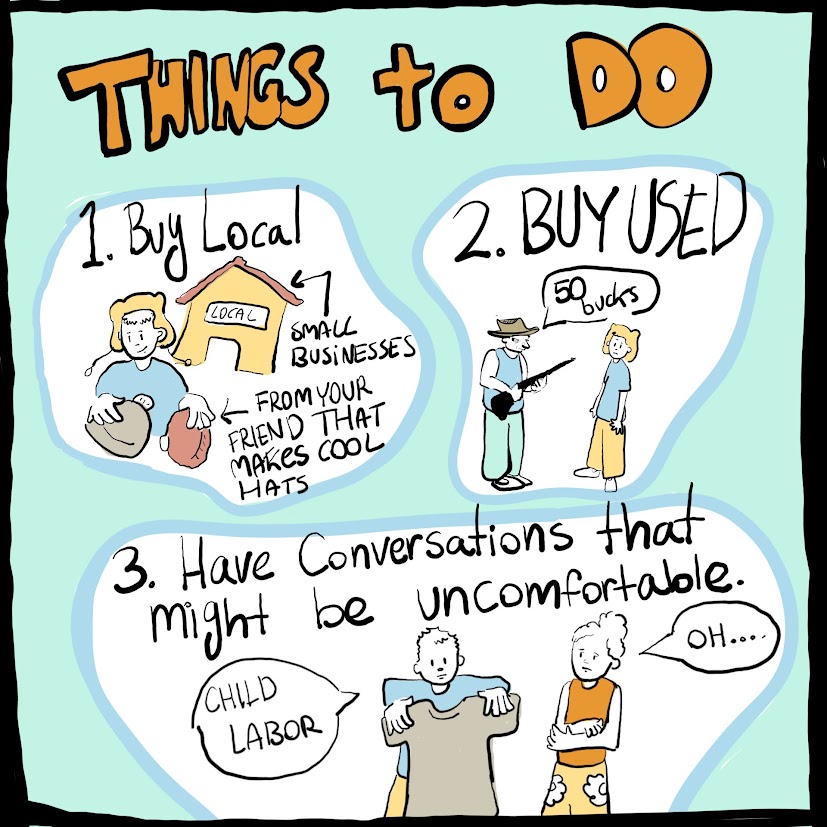 THINGS to DO
1. Buy Local
LOCAL
SMALL
BUSINESSES
FROM YOUR
FRIEND THAT
MAKES COOL
HATS
2. BUY USED
50
bucks
3. Have Conversations that
might be uncomfortable.
CHILD
LABOR
OH....